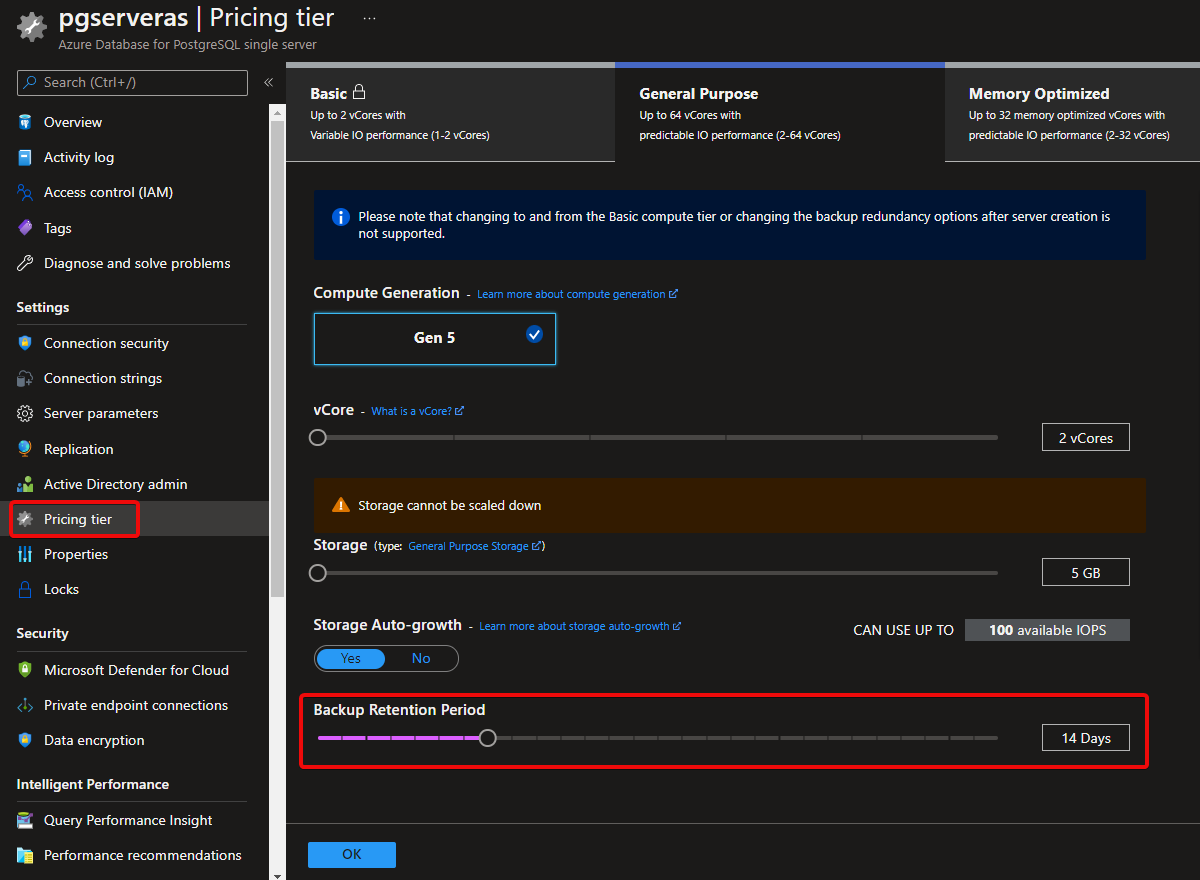 pgserveras | Pricing tier ...
Azure Database for PostgreSQL single server
Search (Ctrl+/)
«
Overview
Activity log
Access control (IAM)
Tags
Diagnose and solve problems
Settings
Connection security
Connection strings
Server parameters
Replication
Active Directory admin
Pricing tier
Properties
Locks
Security
Microsoft Defender for Cloud
Private endpoint connections
Data encryption
Intelligent Performance
Query Performance Insight
Performance recommendations
Basic
Up to 2 vCores with
Variable IO performance (1-2 vCores)
General Purpose
Up to 64 vCores with
predictable IO performance (2-64 vCores)
Memory Optimized
Up to 32 memory optimized vCores with
predictable IO performance (2-32 vCores)
Please note that changing to and from the Basic compute tier or changing the backup redundancy options after server creation is
not supported.
Compute Generation - Learn more about compute generation
Gen 5
vCore - What is a vCore?
2 vCores
Storage cannot be scaled down
Storage (type: General Purpose Storage)
5 GB
Storage Auto-growth - Learn more about storage auto-growth
Yes No
CAN USE UP TO 100 available IOPS
Backup Retention Period
14 Days
OK